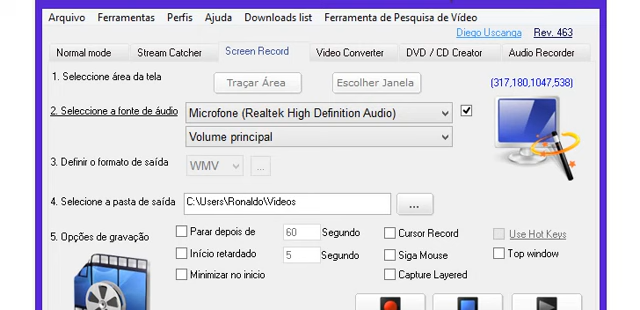 Arquivo Ferramentas Perfis Ajuda Downloads list Ferramenta de Pesquisa de Vídeo
Diego Uscanga Rev. 463
Normal mode Stream Catcher Screen Record Video Converter DVD / CD Creator Audio Recorder
1. Seleccione área da tela Traçar Área Escolher Janela (317,180,1047,538)
2. Seleccione a fonte de áudio Microfone (Realtek High Definition Audio)
Volume principal
3. Definir o formato de saída WMV ...
4. Selecione a pasta de saída C:\Users\Ronaldo\Videos ...
5. Opções de gravação Parar depois de 60 Segundo Cursor Record Use Hot Keys
Início retardado 5 Segundo Siga Mouse Top window
Minimizar no inicio Capture Layered